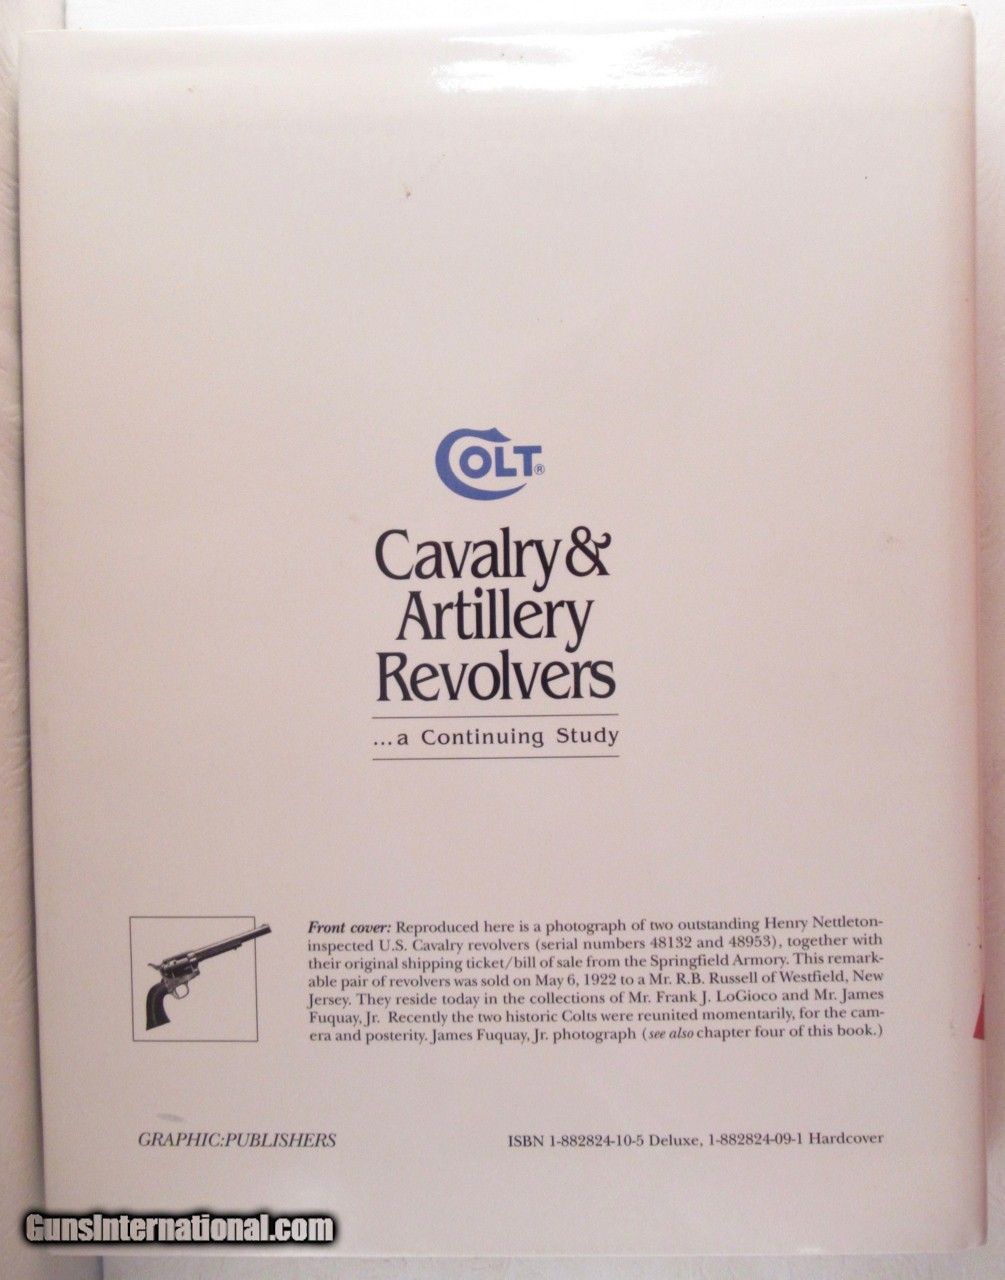 COLT®
Cavalry &
Artillery
Revolvers
...a Continuing Study
Front cover: Reproduced here is a photograph of two outstanding Henry Nettleton-
inspected U.S. Cavalry revolvers (serial numbers 48132 and 48953), together with
their original shipping ticket/bill of sale from the Springfield Armory. This remark-
able pair of revolvers was sold on May 6, 1922 to a Mr. R.B. Russell of Westfield, New
Jersey. They reside today in the collections of Mr. Frank J. LoGioco and Mr. James
Fuquay, Jr. Recently the two historic Colts were reunited momentarily, for the cam-
era and posterity. James Fuquay, Jr. photograph (see also chapter four of this book.)
GRAPHIC:PUBLISHERS
ISBN 1-882824-10-5 Deluxe, 1-882824-09-1 Hardcover
GunsInternational.com